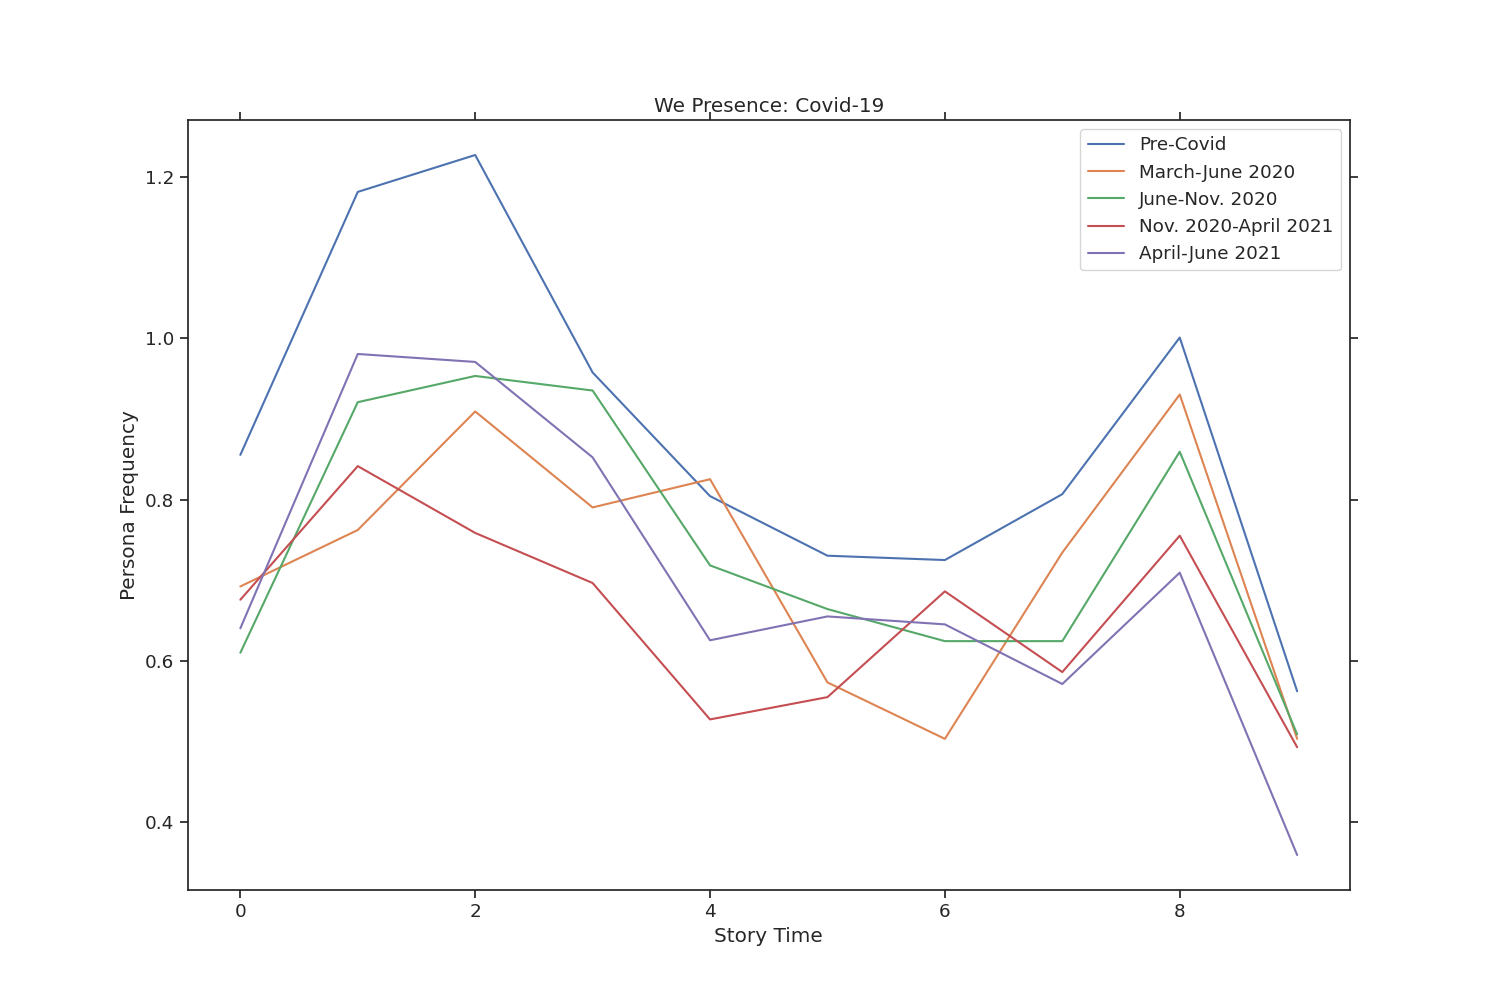 We Presence: Covid-19
Pre-Covid
March-June 2020
June-Nov. 2020
Nov. 2020-April 2021
April-June 2021
Persona Frequency
1.2
1.0
0.8
0.6
0.4
0 2 4 6 8
Story Time